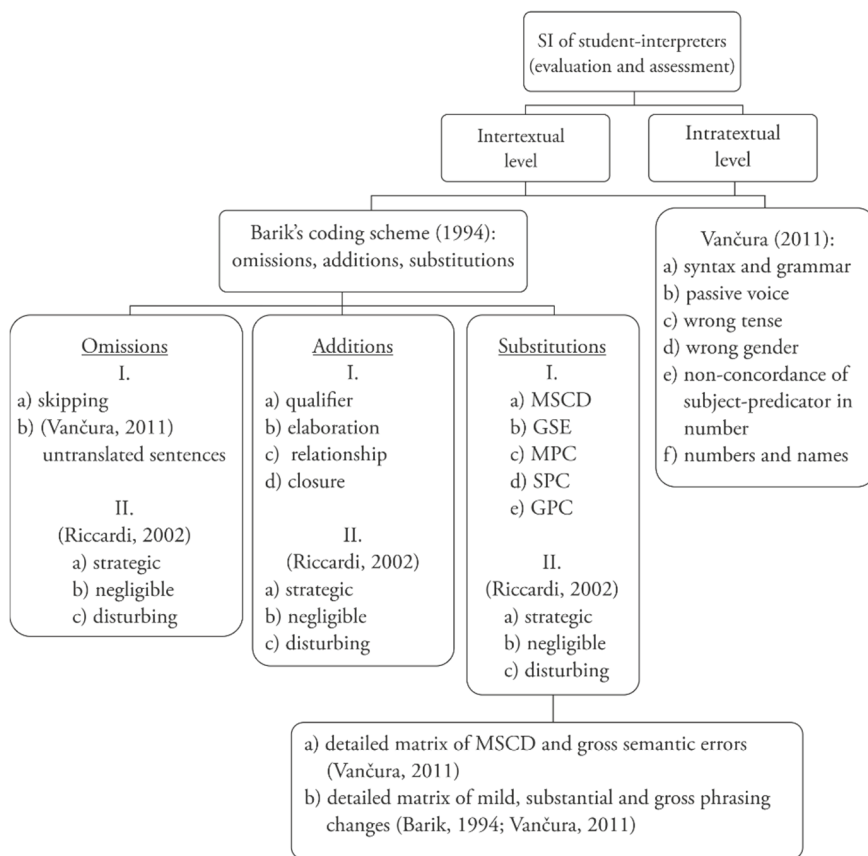 SI of student-interpreters
(evaluation and assessment)
Intertextual
level
Intratextual
level
Barik’s coding scheme (1994):
omissions, additions, substitutions
Vančura (2011):
a) syntax and grammar
b) passive voice
c) wrong tense
d) wrong gender
e) non-concordance of
subject-predicator in
number
f) numbers and names
Omissions
I.
a) skipping
b) (Vančura, 2011)
untranslated sentences
II.
(Riccardi, 2002)
a) strategic
b) negligible
c) disturbing
Additions
I.
a) qualifier
b) elaboration
c) relationship
d) closure
II.
(Riccardi, 2002)
a) strategic
b) negligible
c) disturbing
Substitutions
I.
a) MSCD
b) GSE
c) MPC
d) SPC
e) GPC
II.
(Riccardi, 2002)
a) strategic
b) negligible
c) disturbing
a) detailed matrix of MSCD and gross semantic errors
(Vančura, 2011)
b) detailed matrix of mild, substantial and gross phrasing
changes (Barik, 1994; Vančura, 2011)